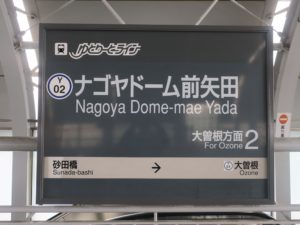 ゆとりーとライン
Y
02
ナゴヤドーム前矢田
Nagoya Dome-mae Yada
大曽根方面 2
For Ozone
砂田橋 → 大曽根
Sunada-bashi Ozone